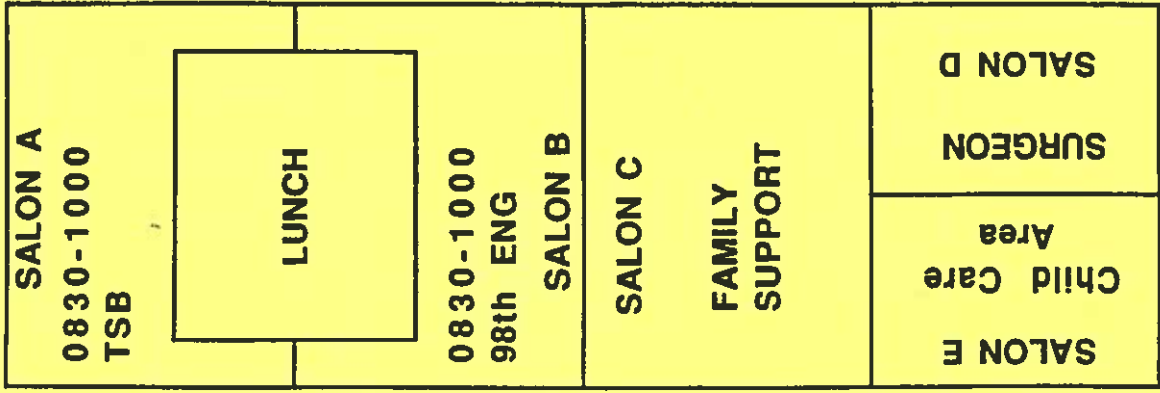 SALON A
0830-1000
TSB
LUNCH
0830-1000
98th ENG
SALON B
SALON C
FAMILY
SUPPORT
SALON D
SURGEON
SALON E
Child Care
Area